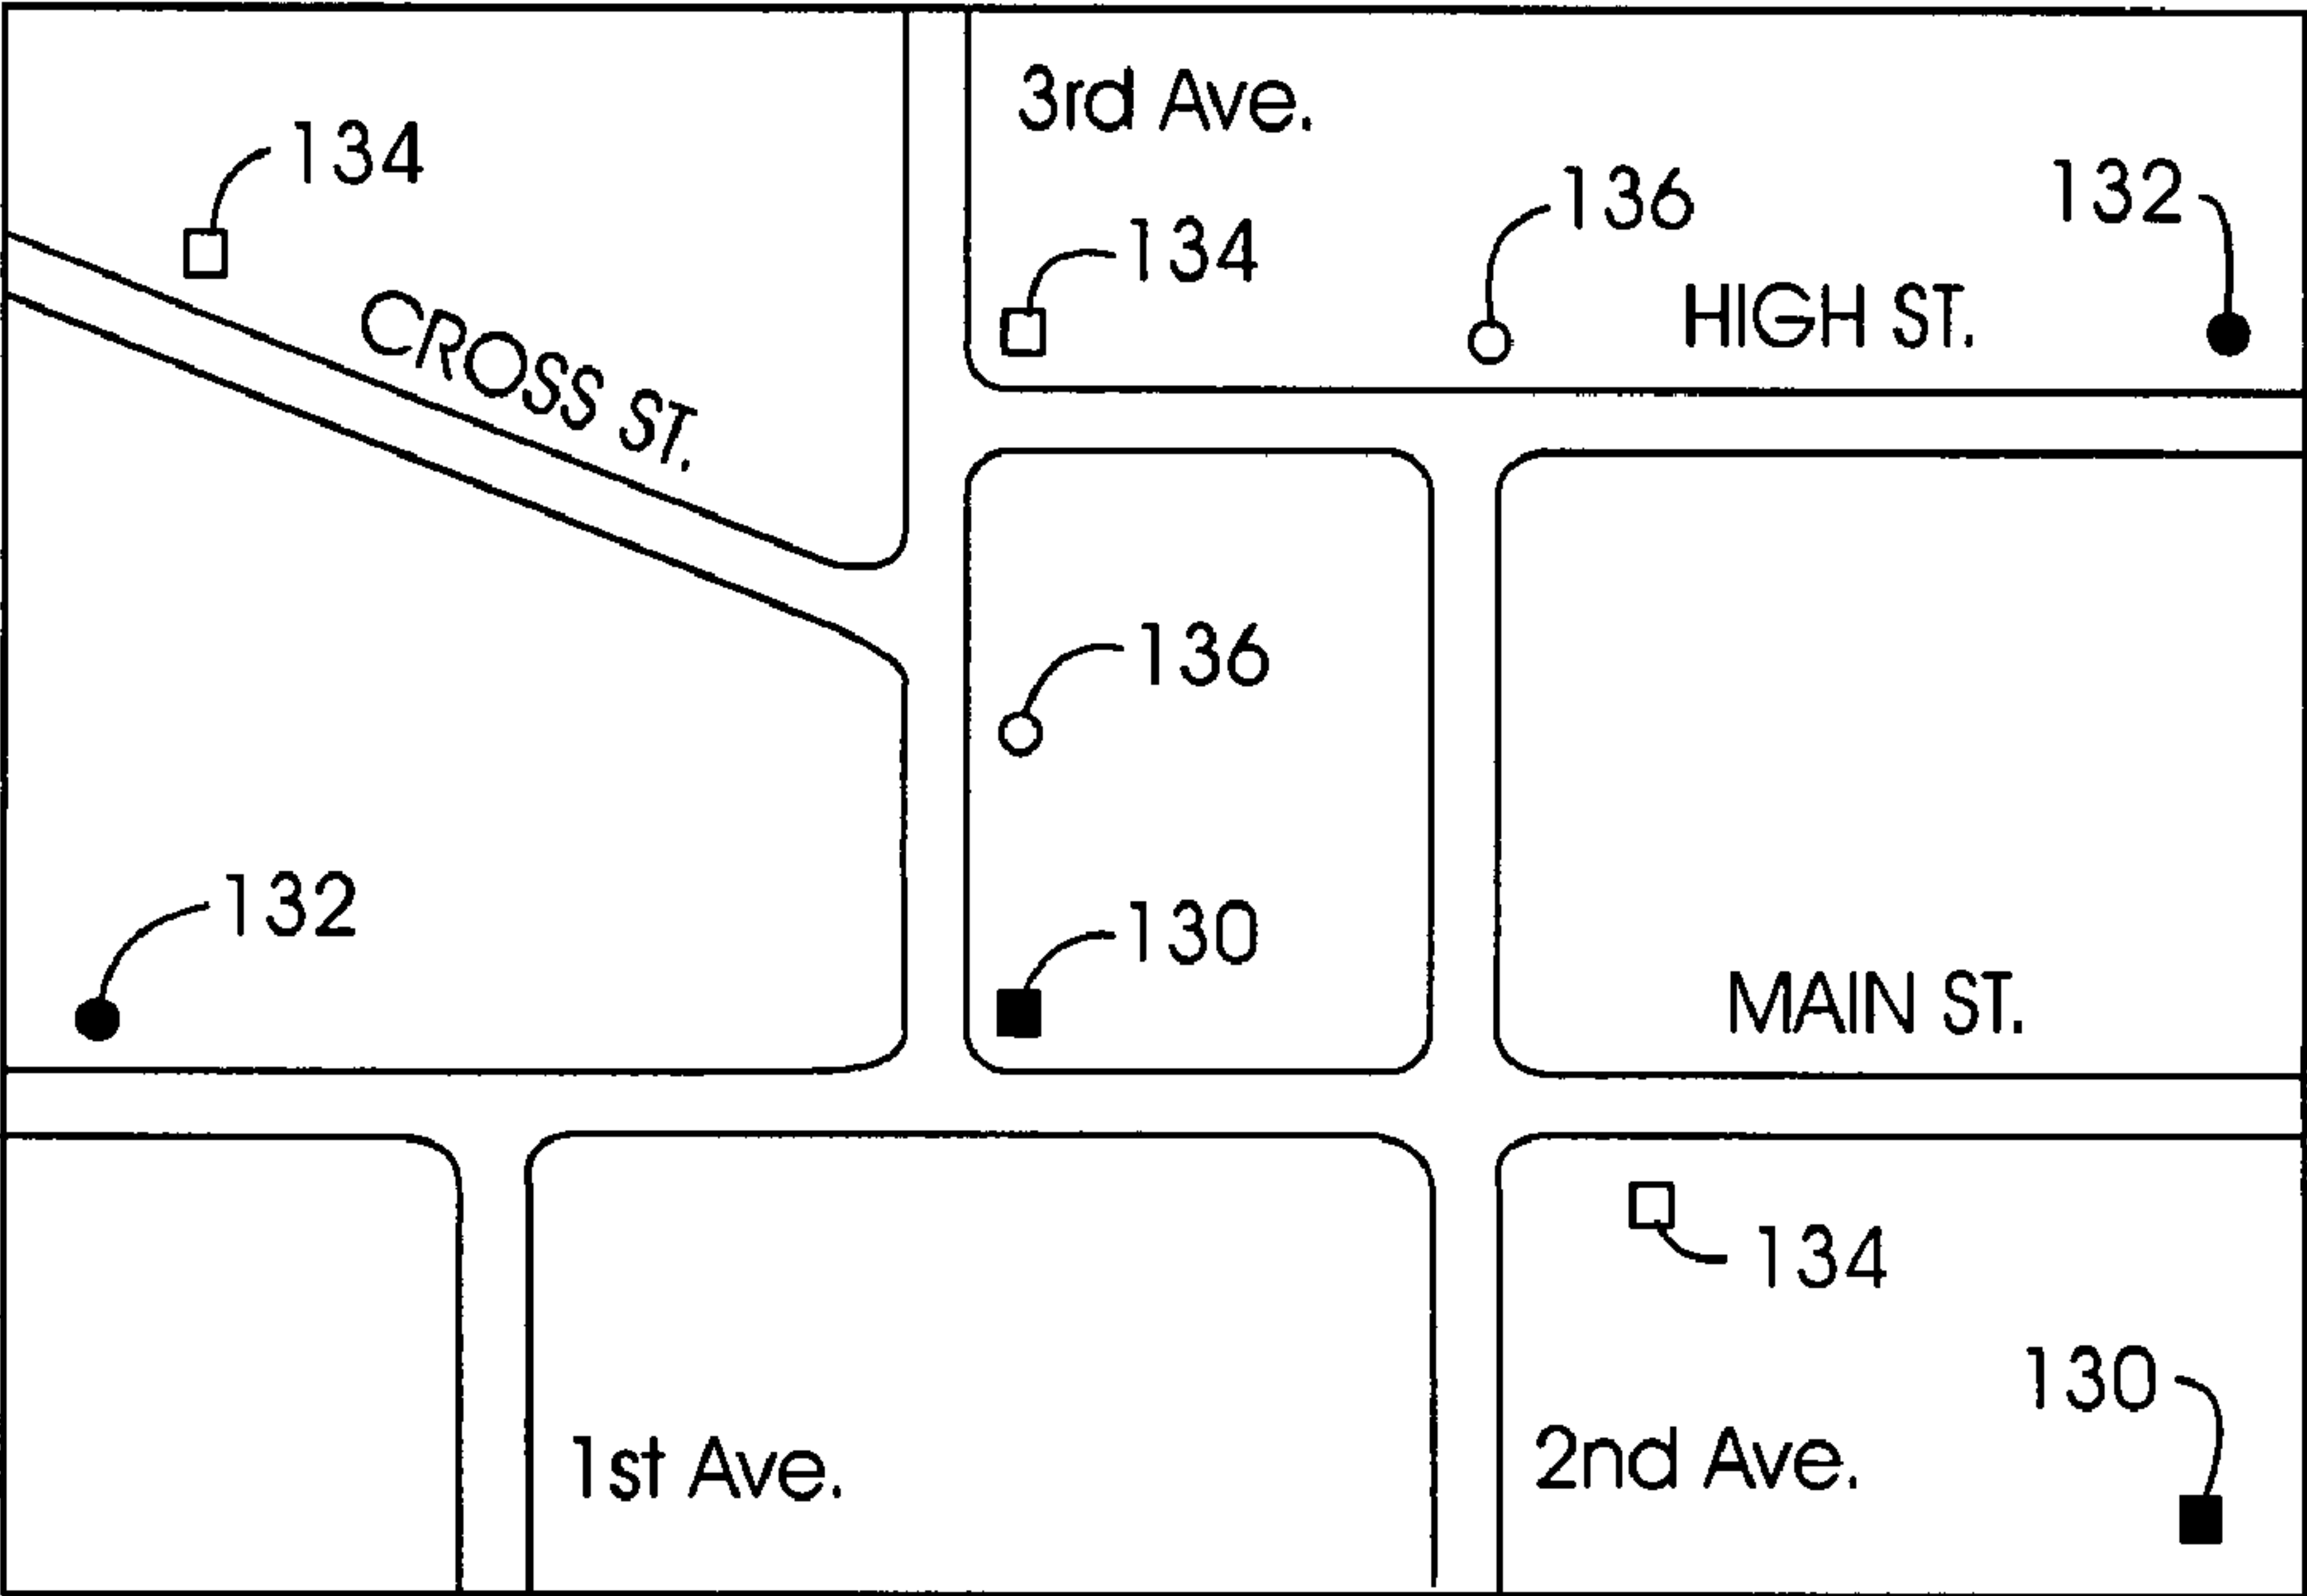 3rd Ave.
134
136
132
134
HIGH ST.
CROSS ST.
136
132
130
MAIN ST.
134
130
1st Ave.
2nd Ave.